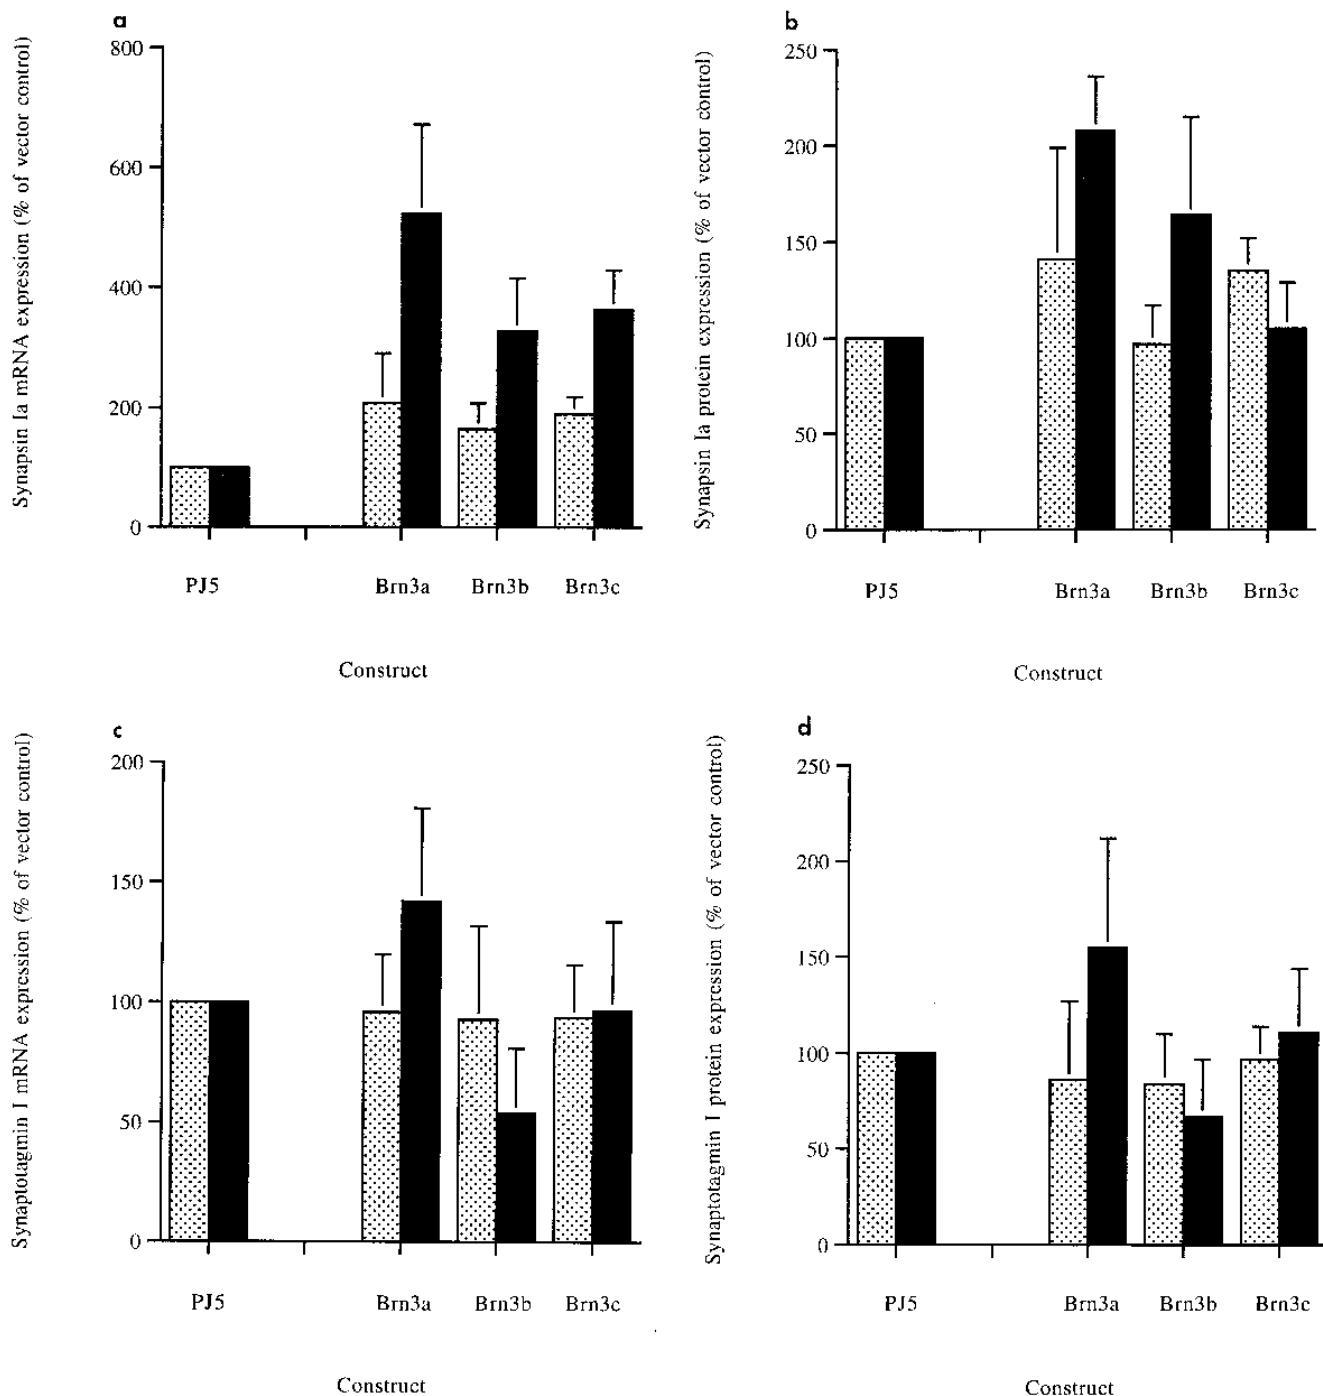 a
Synapsin Ia mRNA expression (% of vector control)
800
600
400
200
0
PJ5 Brn3a Brn3b Brn3c
Construct
b
Synapsin Ia protein expression (% of vector control)
250
200
150
100
50
0
PJ5 Brn3a Brn3b Brn3c
Construct
c
Synaptotagmin I mRNA expression (% of vector control)
200
150
100
50
0
PJ5 Brn3a Brn3b Brn3c
Construct
d
Synaptotagmin I protein expression (% of vector control)
250
200
150
100
50
0
PJ5 Brn3a Brn3b Brn3c
Construct